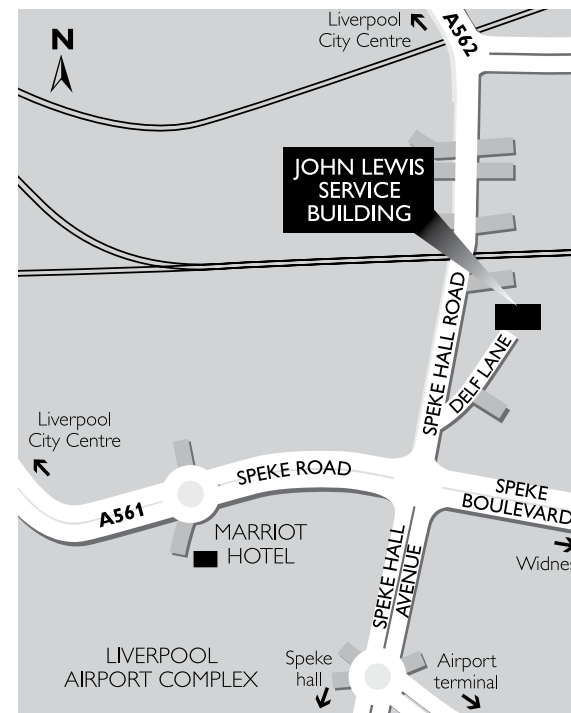 Liverpool
City Centre
A562
N
JOHN LEWIS
SERVICE
BUILDING
SPEKE HALL ROAD
DELF LANE
Liverpool
City Centre
SPEKE ROAD
A561
SPEKE
BOULEVARD
MARRIOT
HOTEL
Widnes
SPEKE HALL
AVENUE
LIVERPOOL
AIRPORT COMPLEX
Speke
hall
Airport
terminal